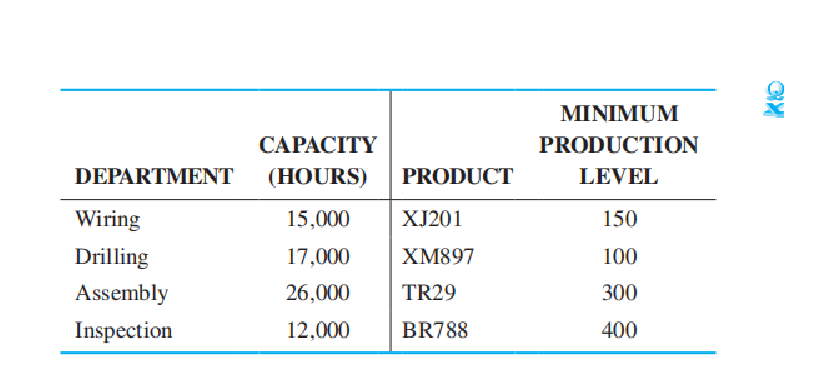 MINIMUM
CAPACITY PRODUCTION
DEPARTMENT (HOURS) PRODUCT LEVEL
Wiring 15,000 XJ201 150
Drilling 17,000 XM897 100
Assembly 26,000 TR29 300
Inspection 12,000 BR788 400